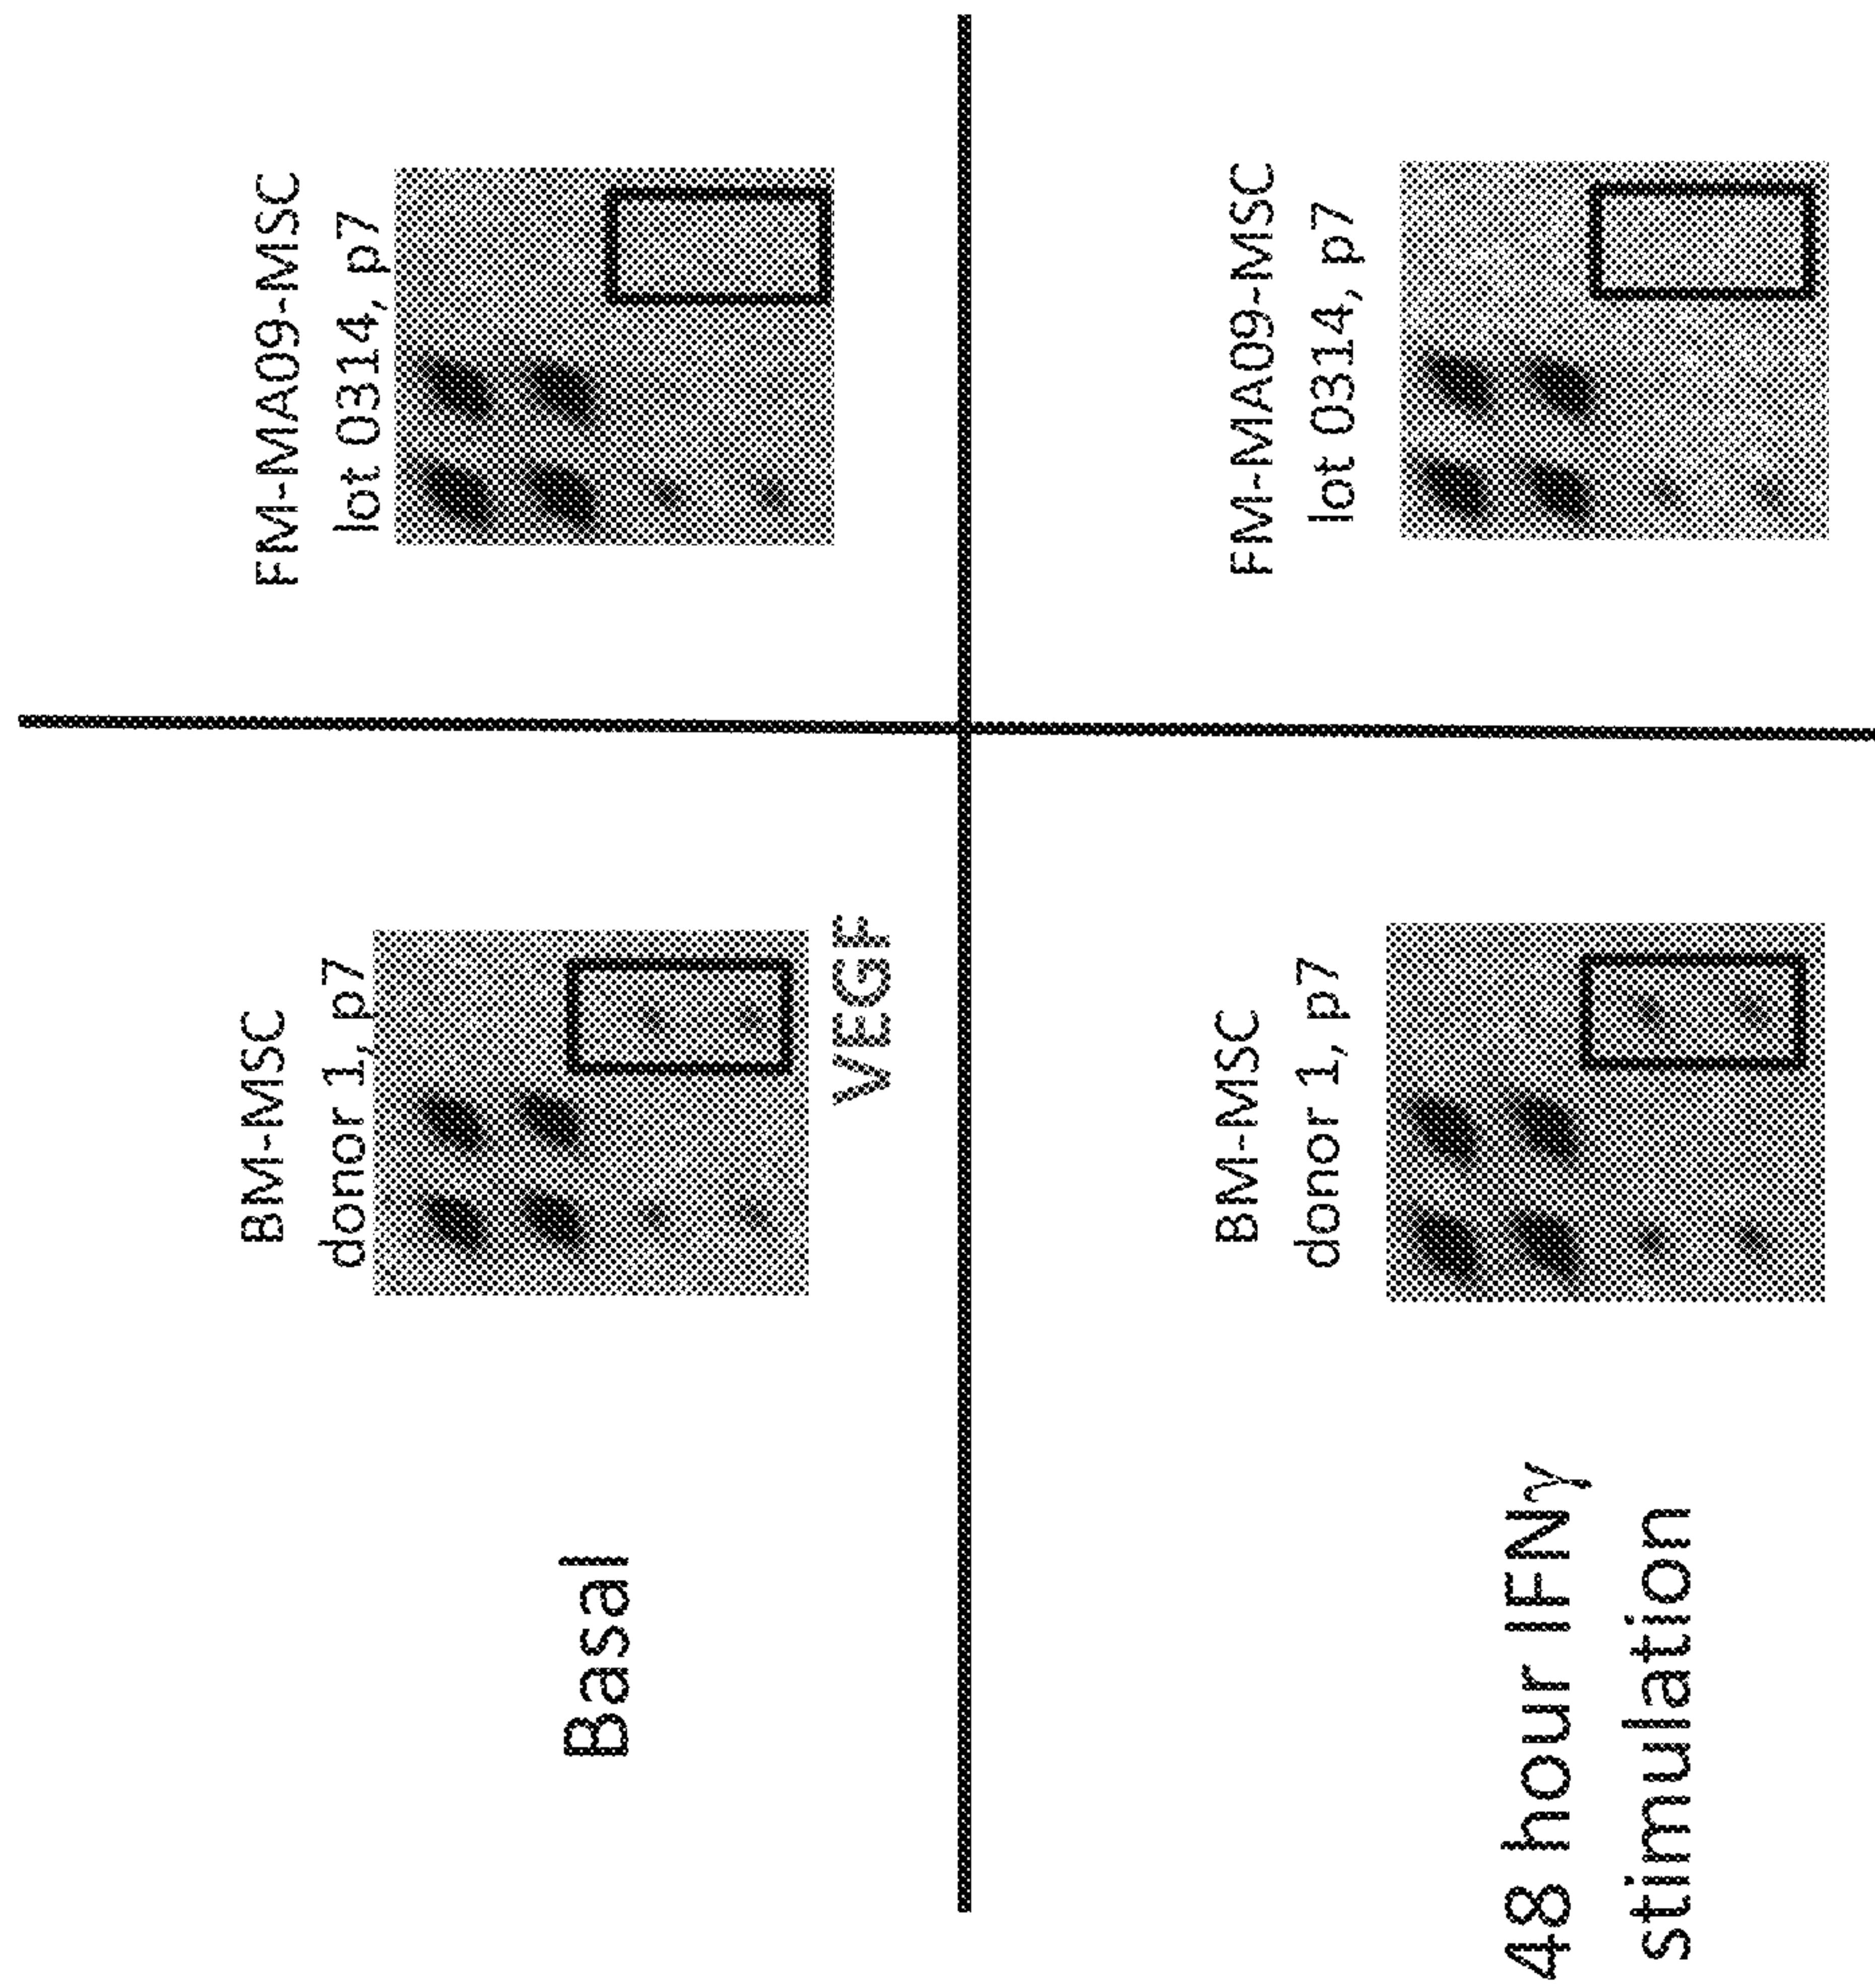 Basal
BM-MSC
donor 1, p7
VEGF
FM-MA09-MSC
lot 0314, p7
48 hour IFNγ
stimulation
BM-MSC
donor 1, p7
FM-MA09-MSC
lot 0314, p7